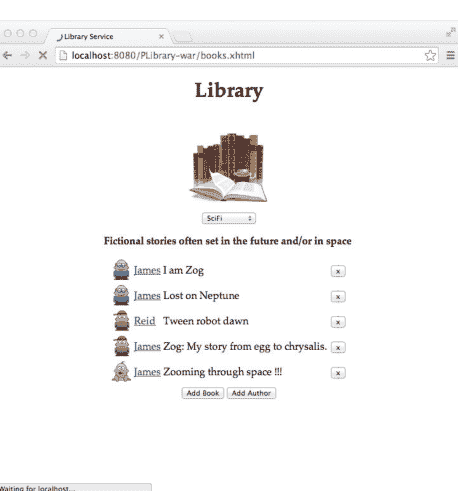 Library Service ×
localhost:8080/PLibrary-war/books.xhtml
Library
SciFi
Fictional stories often set in the future and/or in space
James I am Zog x
James Lost on Neptune x
Reid Tween robot dawn x
James Zog: My story from egg to chrysalis. x
James Zooming through space !!! x
Add Book Add Author
Waiting for localhost...